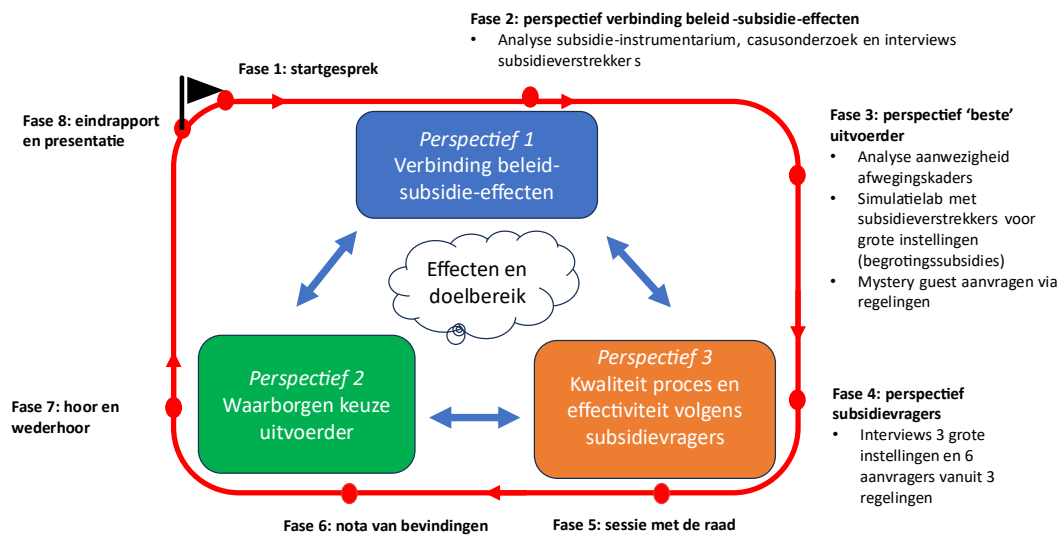 Fase 2: perspectief verbinding beleid -subsidie-effecten
• Analyse subsidie-instrumentarium, casusonderzoek en interviews
subsidieverstrekkers
Fase 1: startgesprek
Fase 8: eindrapport
en presentatie
Fase 3: perspectief ‘beste’
uitvoerder
• Analyse aanwezigheid
afwegingskaders
• Simulatielab met
subsidieverstrekkers voor
grote instellingen
(begrotingssubsidies)
• Mystery guest aanvragen via
regelingen
Perspectief 1
Verbinding beleid-
subsidie-effecten
Effecten en
doelbereik
Perspectief 2
Waarborgen keuze
uitvoerder
Perspectief 3
Kwaliteit proces en
effectiviteit volgens
subsidievragers
Fase 7: hoor en
wederhoor
Fase 4: perspectief
subsidievragers
• Interviews 3 grote
instellingen en 6
aanvragers vanuit 3
regelingen
Fase 6: nota van bevindingen
Fase 5: sessie met de raad